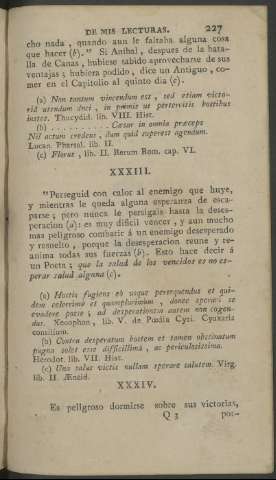 DE MIS LECTURAS. 227
cho nada, quando aun le faltaba alguna cosa
que hacer (b)." Si Anibal, despues de la bata-
lla de Canas, hubiese sabido aprovecharse de sus
ventajas; hubiera podido, dice un Antiguo, co-
mer en el Capitolio al quinto dia (c).
(a) Non tantum vincendum est, sed etiam victo-
riâ utendum doci, in primis ut pertervitis hostibus
instes. Thucydid. lib. VIII. Hist.
(b) . . . . . . . . . . Cæsar in omnia præceps
Nil actum credens, dum quid superest agendum.
Lucan. Pharsal. lib. II.
(c) Florus, lib. II. Rerum Rom. cap. VI.
XXXIII.
"Perseguid con calor al enemigo que huye,
y mientras le queda alguna esperanza de esca-
parse; pero nunca le persigais hasta la deses-
peracion (a): es muy dificil vencer, y aun mucho
mas peligroso combatir á un enemigo desesperado
y resuelto, porque la desesperacion reune y re-
anima todas sus fuerzas (b). Esto hace decir á
un Poeta; que la salud de los vencidos es no es-
perar salud alguna (c).
(a) Hostis fugiens eò usque persequendus et qui-
dem celerrimè et quamplurimùm, donec sperari se
evadere posse; ad desperationem autem non cogen-
dus. Xenophon, lib. V. de Pædia Cyri. Cyaxaris
consilium.
(b) Contra desperatum hostem et tamen obstinatum
pugna solet esse difficillima, ac periculosissima.
Herodot. lib. VII. Hist.
(c) Una salus victis nullam sperare salutem. Virg.
lib. II. Æneid.
XXXIV.
Es peligroso dormirse sobre sus victorias,
Q 3 por-